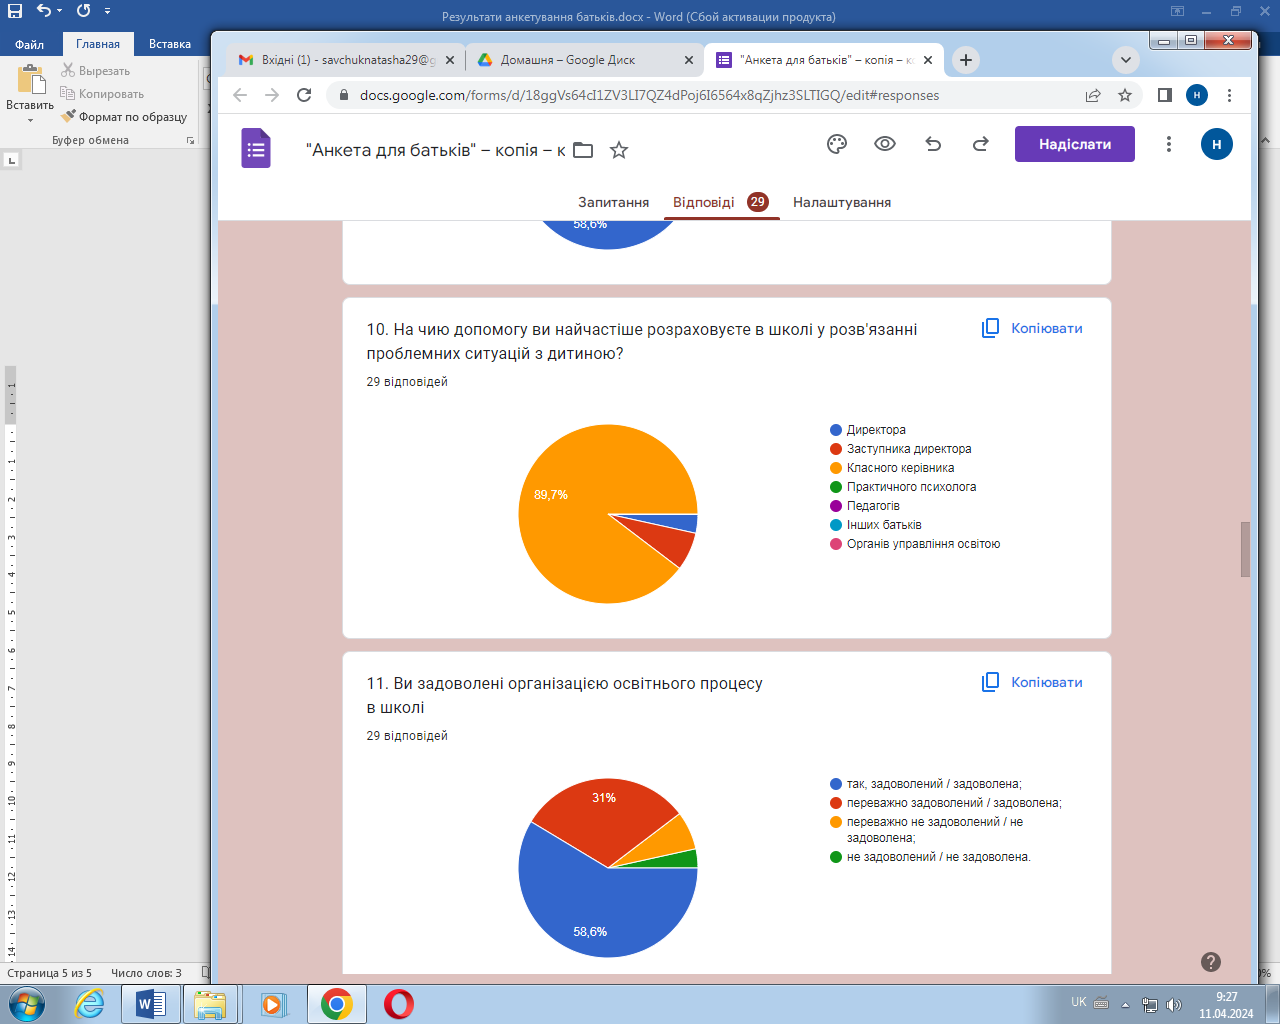 Результати анкетування батьків.docx - Word (Сбой активации продукта)
Файл
Главная
Вставка
Вставить
Вырезать
Копировать
Формат по образцу
Буфер обмена
Вхідні (1) - savchuknatasha29@g
Домашня – Google Диск
"Анкета для батьків" – копія – к
docs.google.com/forms/d/18ggVs64cI1ZV3LI7QZ4dPoj6I6564x8qZjhz3SLTIGQ/edit#responses
"Анкета для батьків" – копія – к
Надіслати
Н
Н
Запитання
Відповіді 29
Налаштування
58,6%
10. На чию допомогу ви найчастіше розраховуєте в школі у розв'язанні
проблемних ситуацій з дитиною?
Копіювати
29 відповідей
89,7%
Директора
Заступника директора
Класного керівника
Практичного психолога
Педагогів
Інших батьків
Органів управління освітою
11. Ви задоволені організацією освітнього процесу
в школі
Копіювати
29 відповідей
31%
58,6%
так, задоволений / задоволена;
переважно задоволений / задоволена;
переважно не задоволений / не
задоволена;
не задоволений / не задоволена.
Страница 5 из 5
Число слов: 3
UK
9:27
11.04.2024